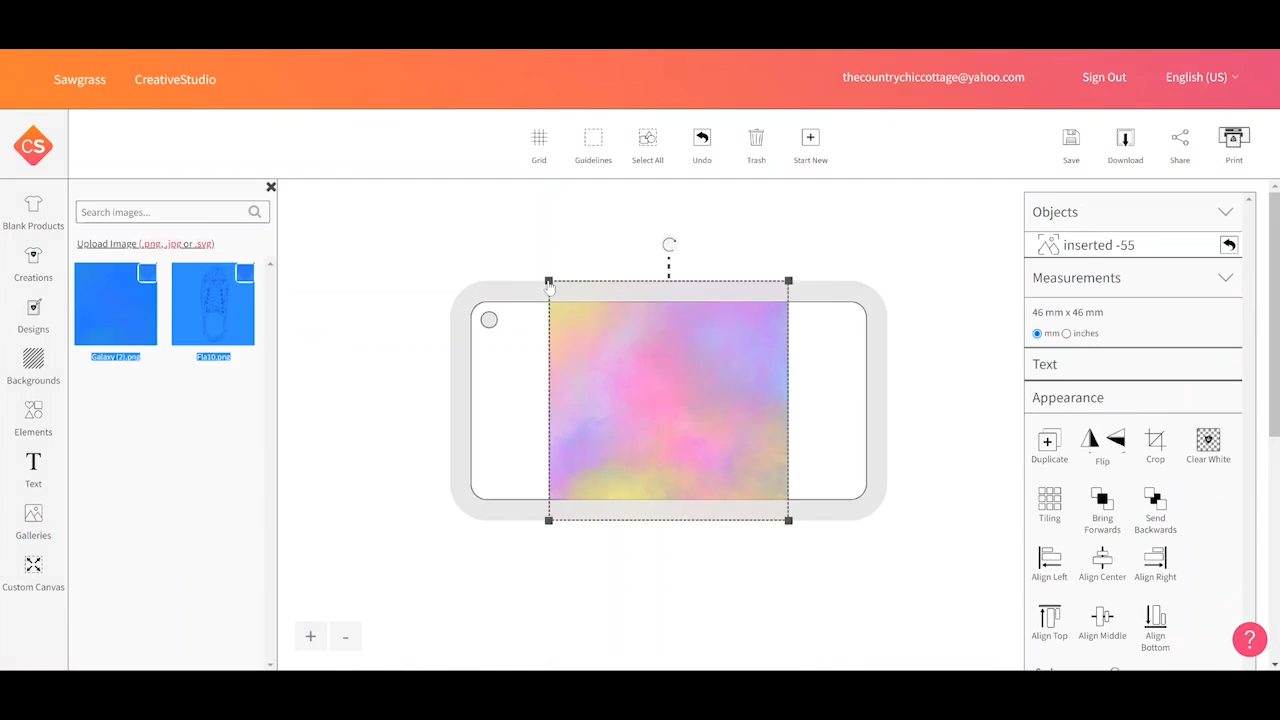 Sawgrass CreativeStudio thecountrychiccottage@yahoo.com Sign Out English (US)
CS
Grid Guidelines Select All Undo Trash Start New Save Download Share Print
Blank Products
Creations
Designs
Backgrounds
Elements
T
Text
Galleries
Custom Canvas
Search images...
Upload Image (.png, .jpg or .svg)
Galaxy (2).png Fla10.png
+ -
Objects
inserted -55
Measurements
46 mm x 46 mm
mm inches
Text
Appearance
Duplicate Flip Crop Clear White
Tiling Bring Forwards Send Backwards
Align Left Align Center Align Right
Align Top Align Middle Align Bottom
?